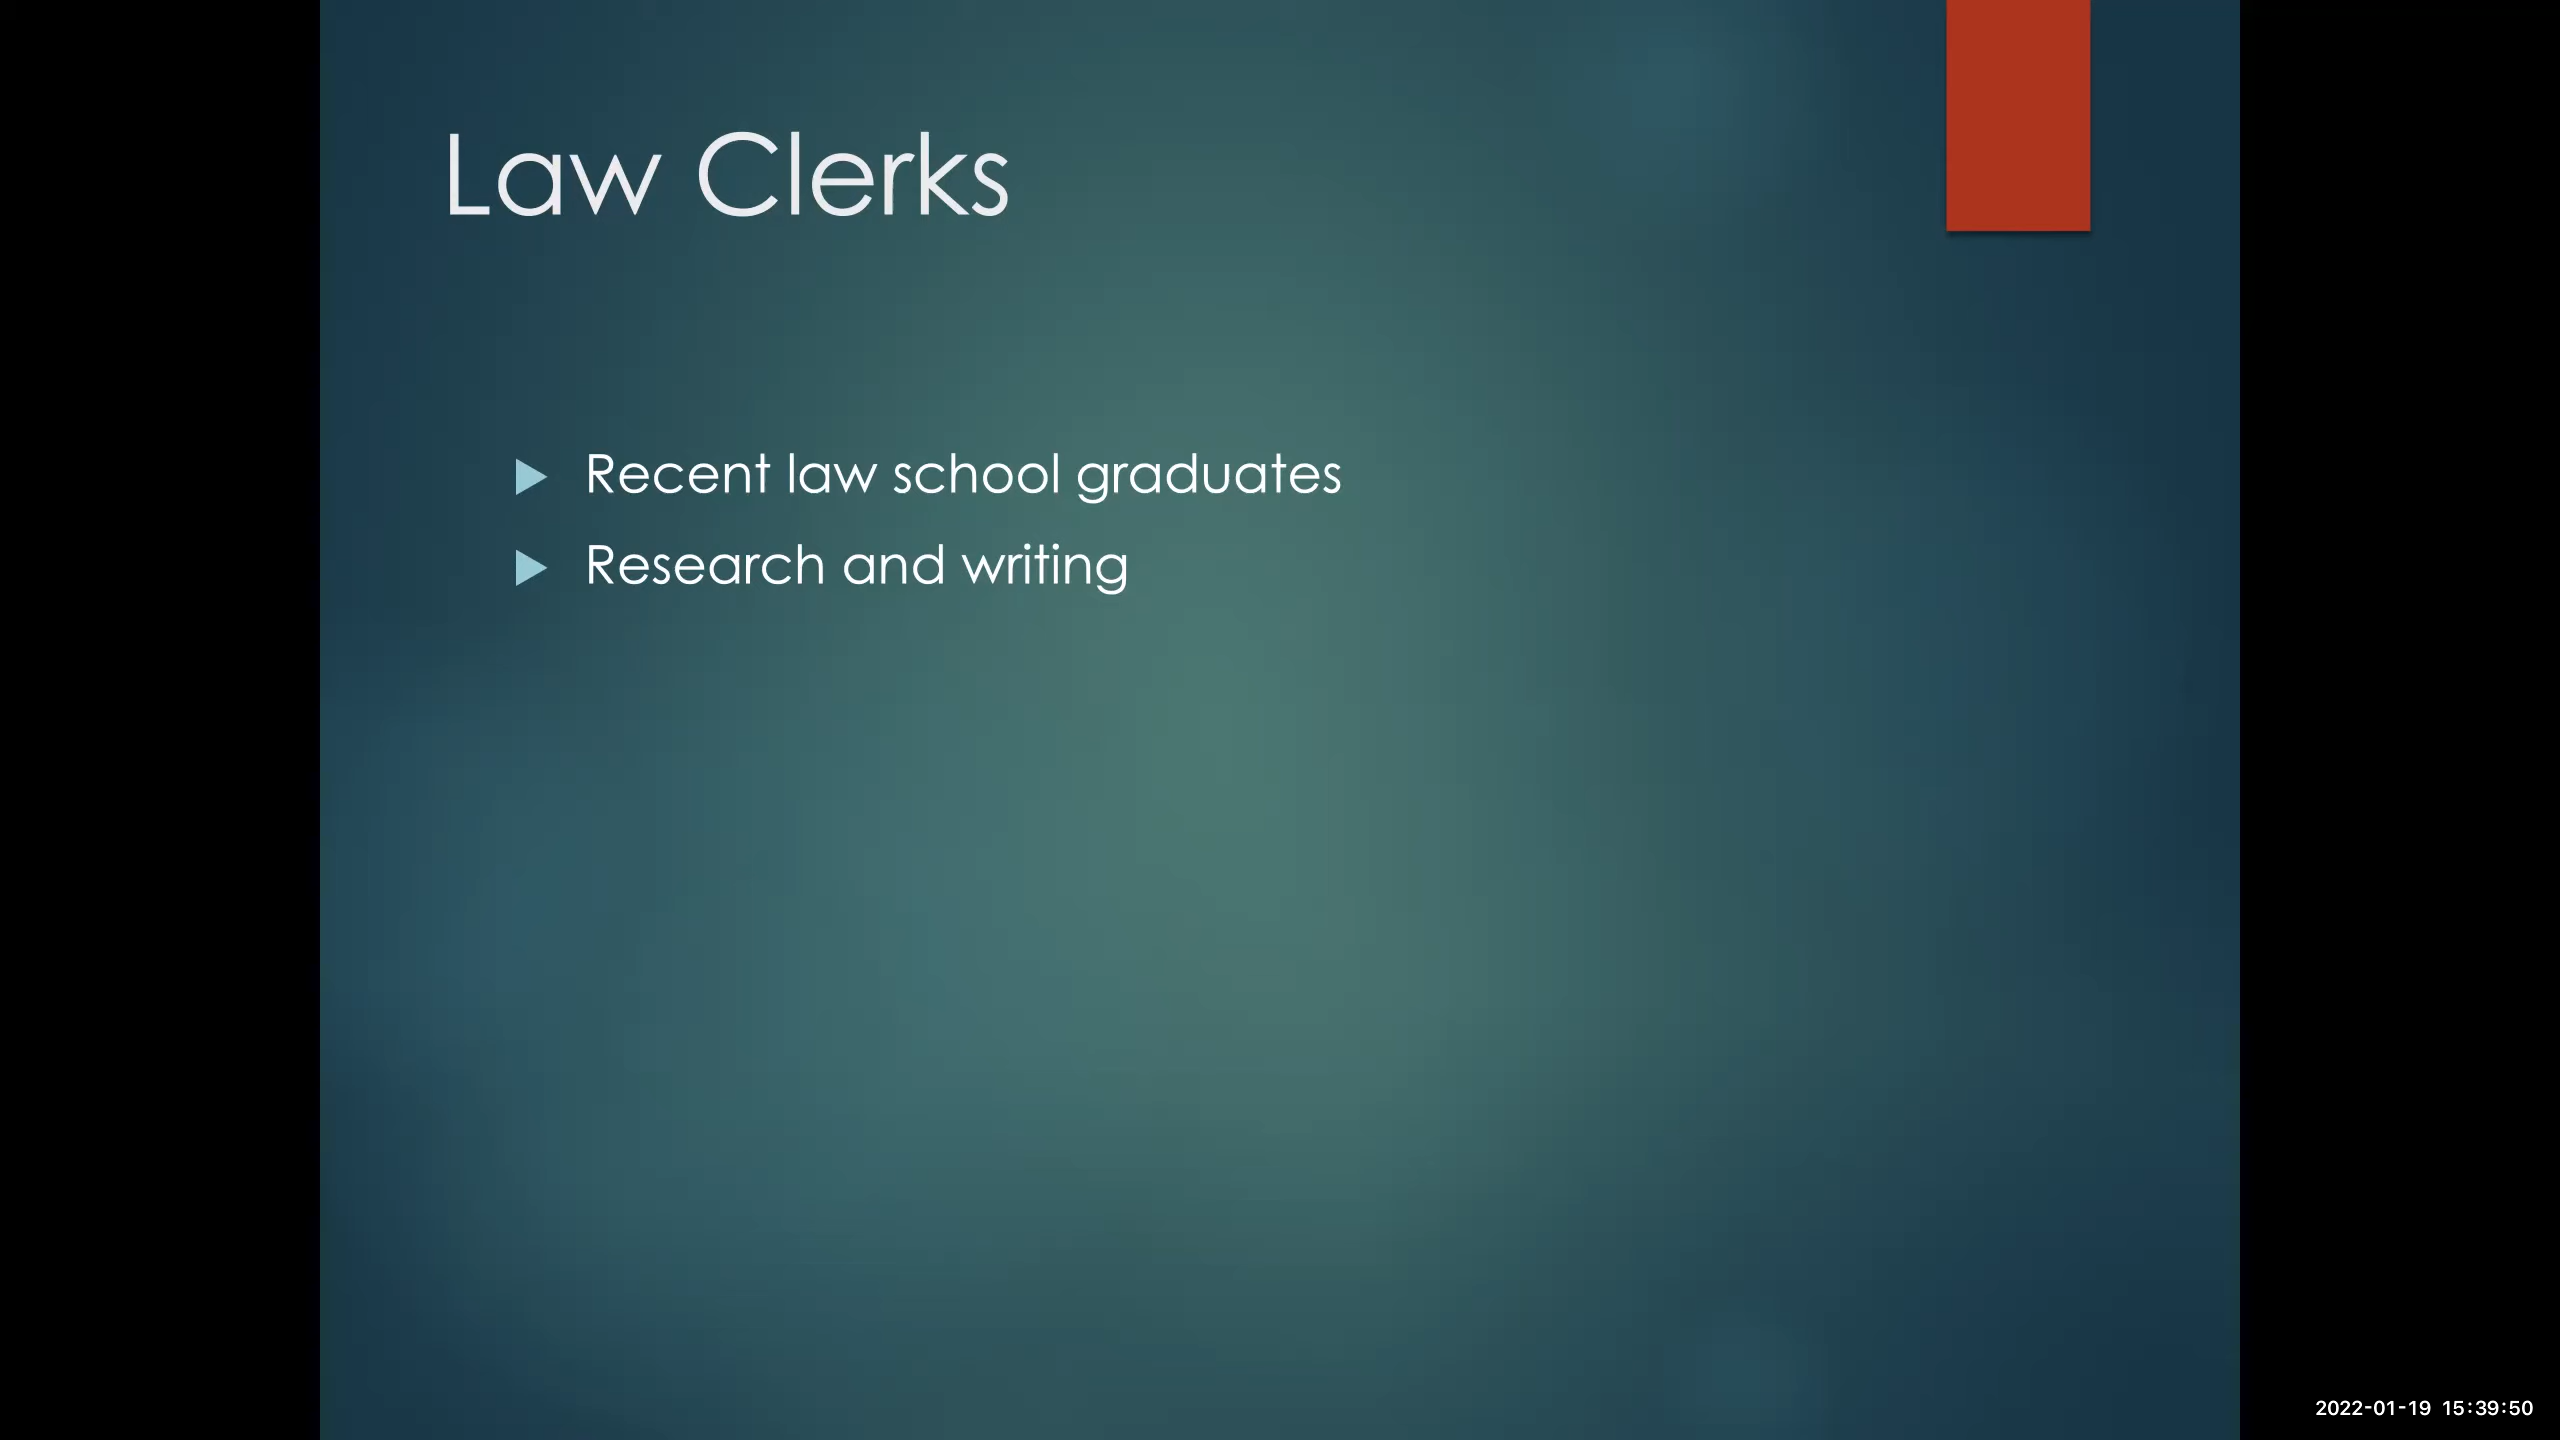 Law Clerks
Recent law school graduates
Research and writing
2022-01-19 15:39:50